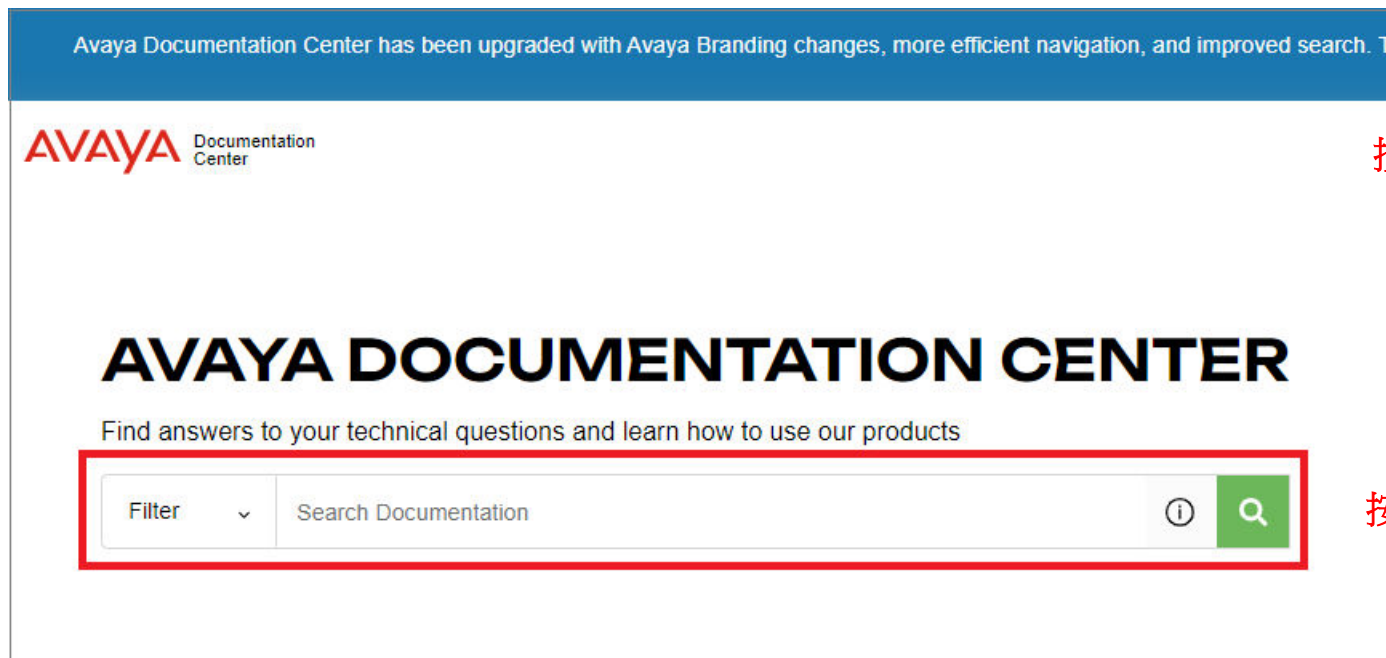 Avaya Documentation Center has been upgraded with Avaya Branding changes, more efficient navigation, and improved search.
AVAYA Documentation
Center
AVAYA DOCUMENTATION CENTER
Find answers to your technical questions and learn how to use our products
Filter Search Documentation